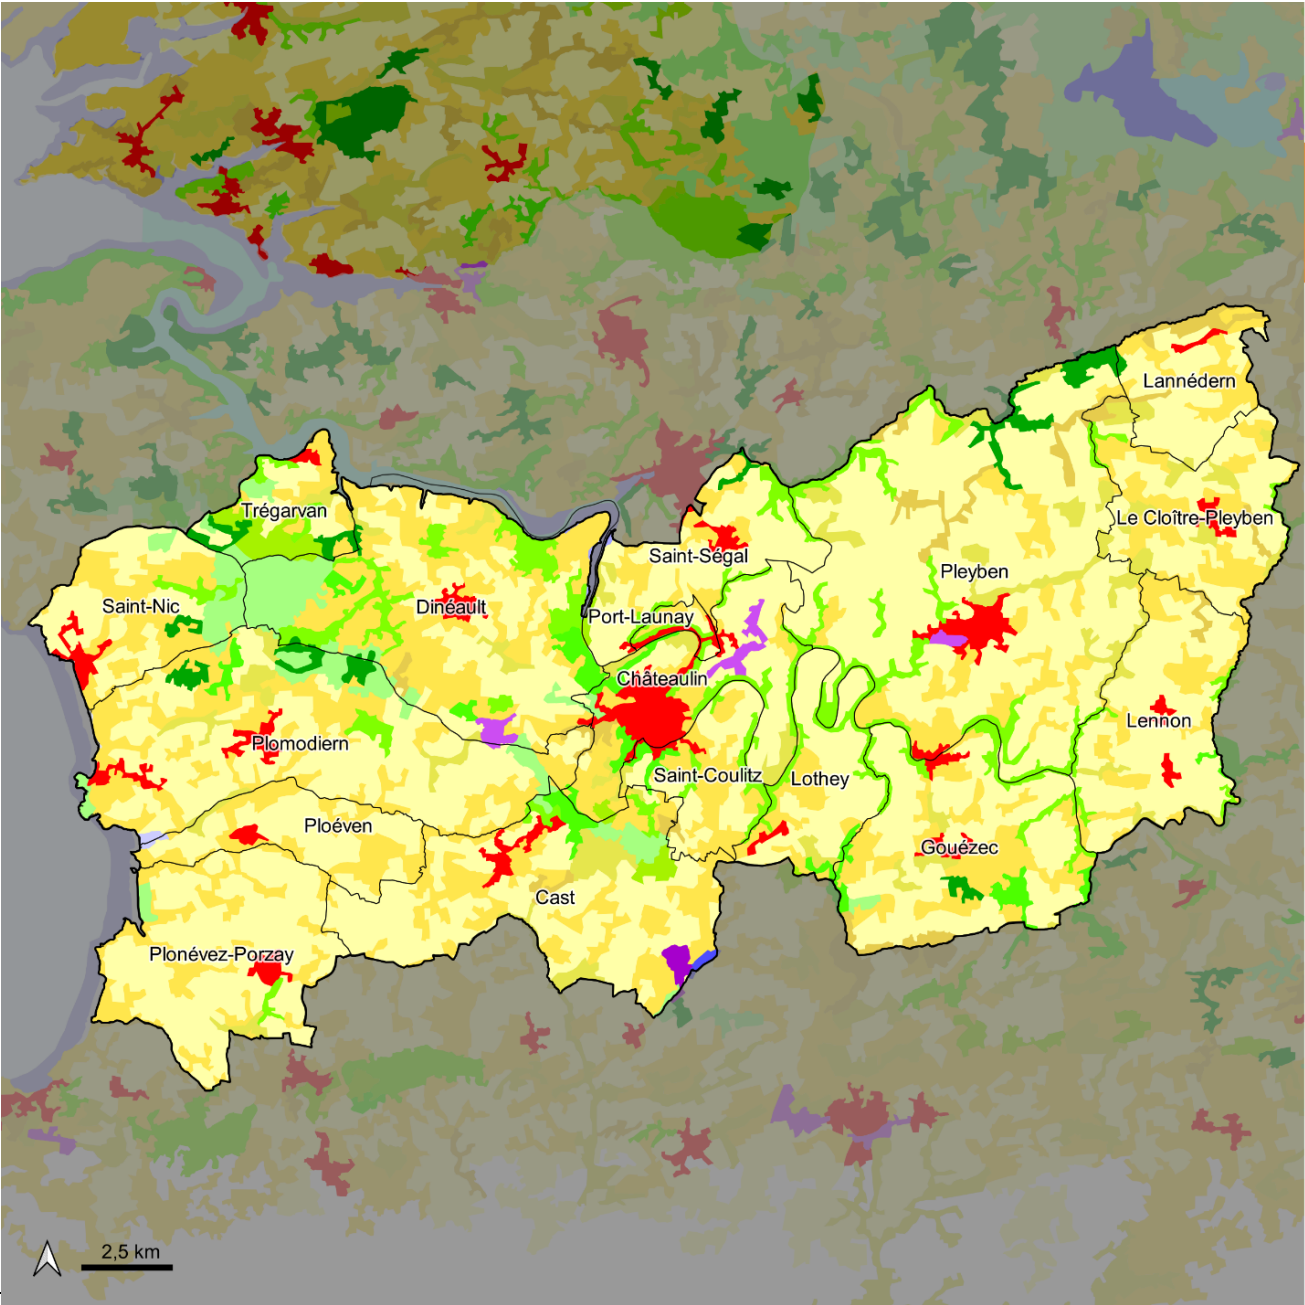 Lannédern
Trégarvan
Le Cloître-Pleyben
Saint-Ségal
Pleyben
Saint-Nic
Dinéault
Port-Launay
Châteaulin
Lennon
Plomodiern
Saint-Coulitz
Lothey
Ploéven
Gouézec
Cast
Plonévez-Porzay
2,5 km